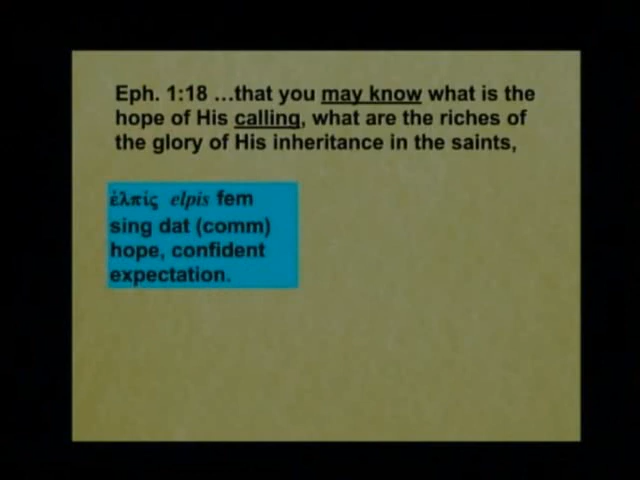 Eph. 1:18 …that you may know what is the
hope of His calling, what are the riches of
the glory of His inheritance in the saints,
ἐλπίς elpis fem
sing dat (comm)
hope, confident
expectation.